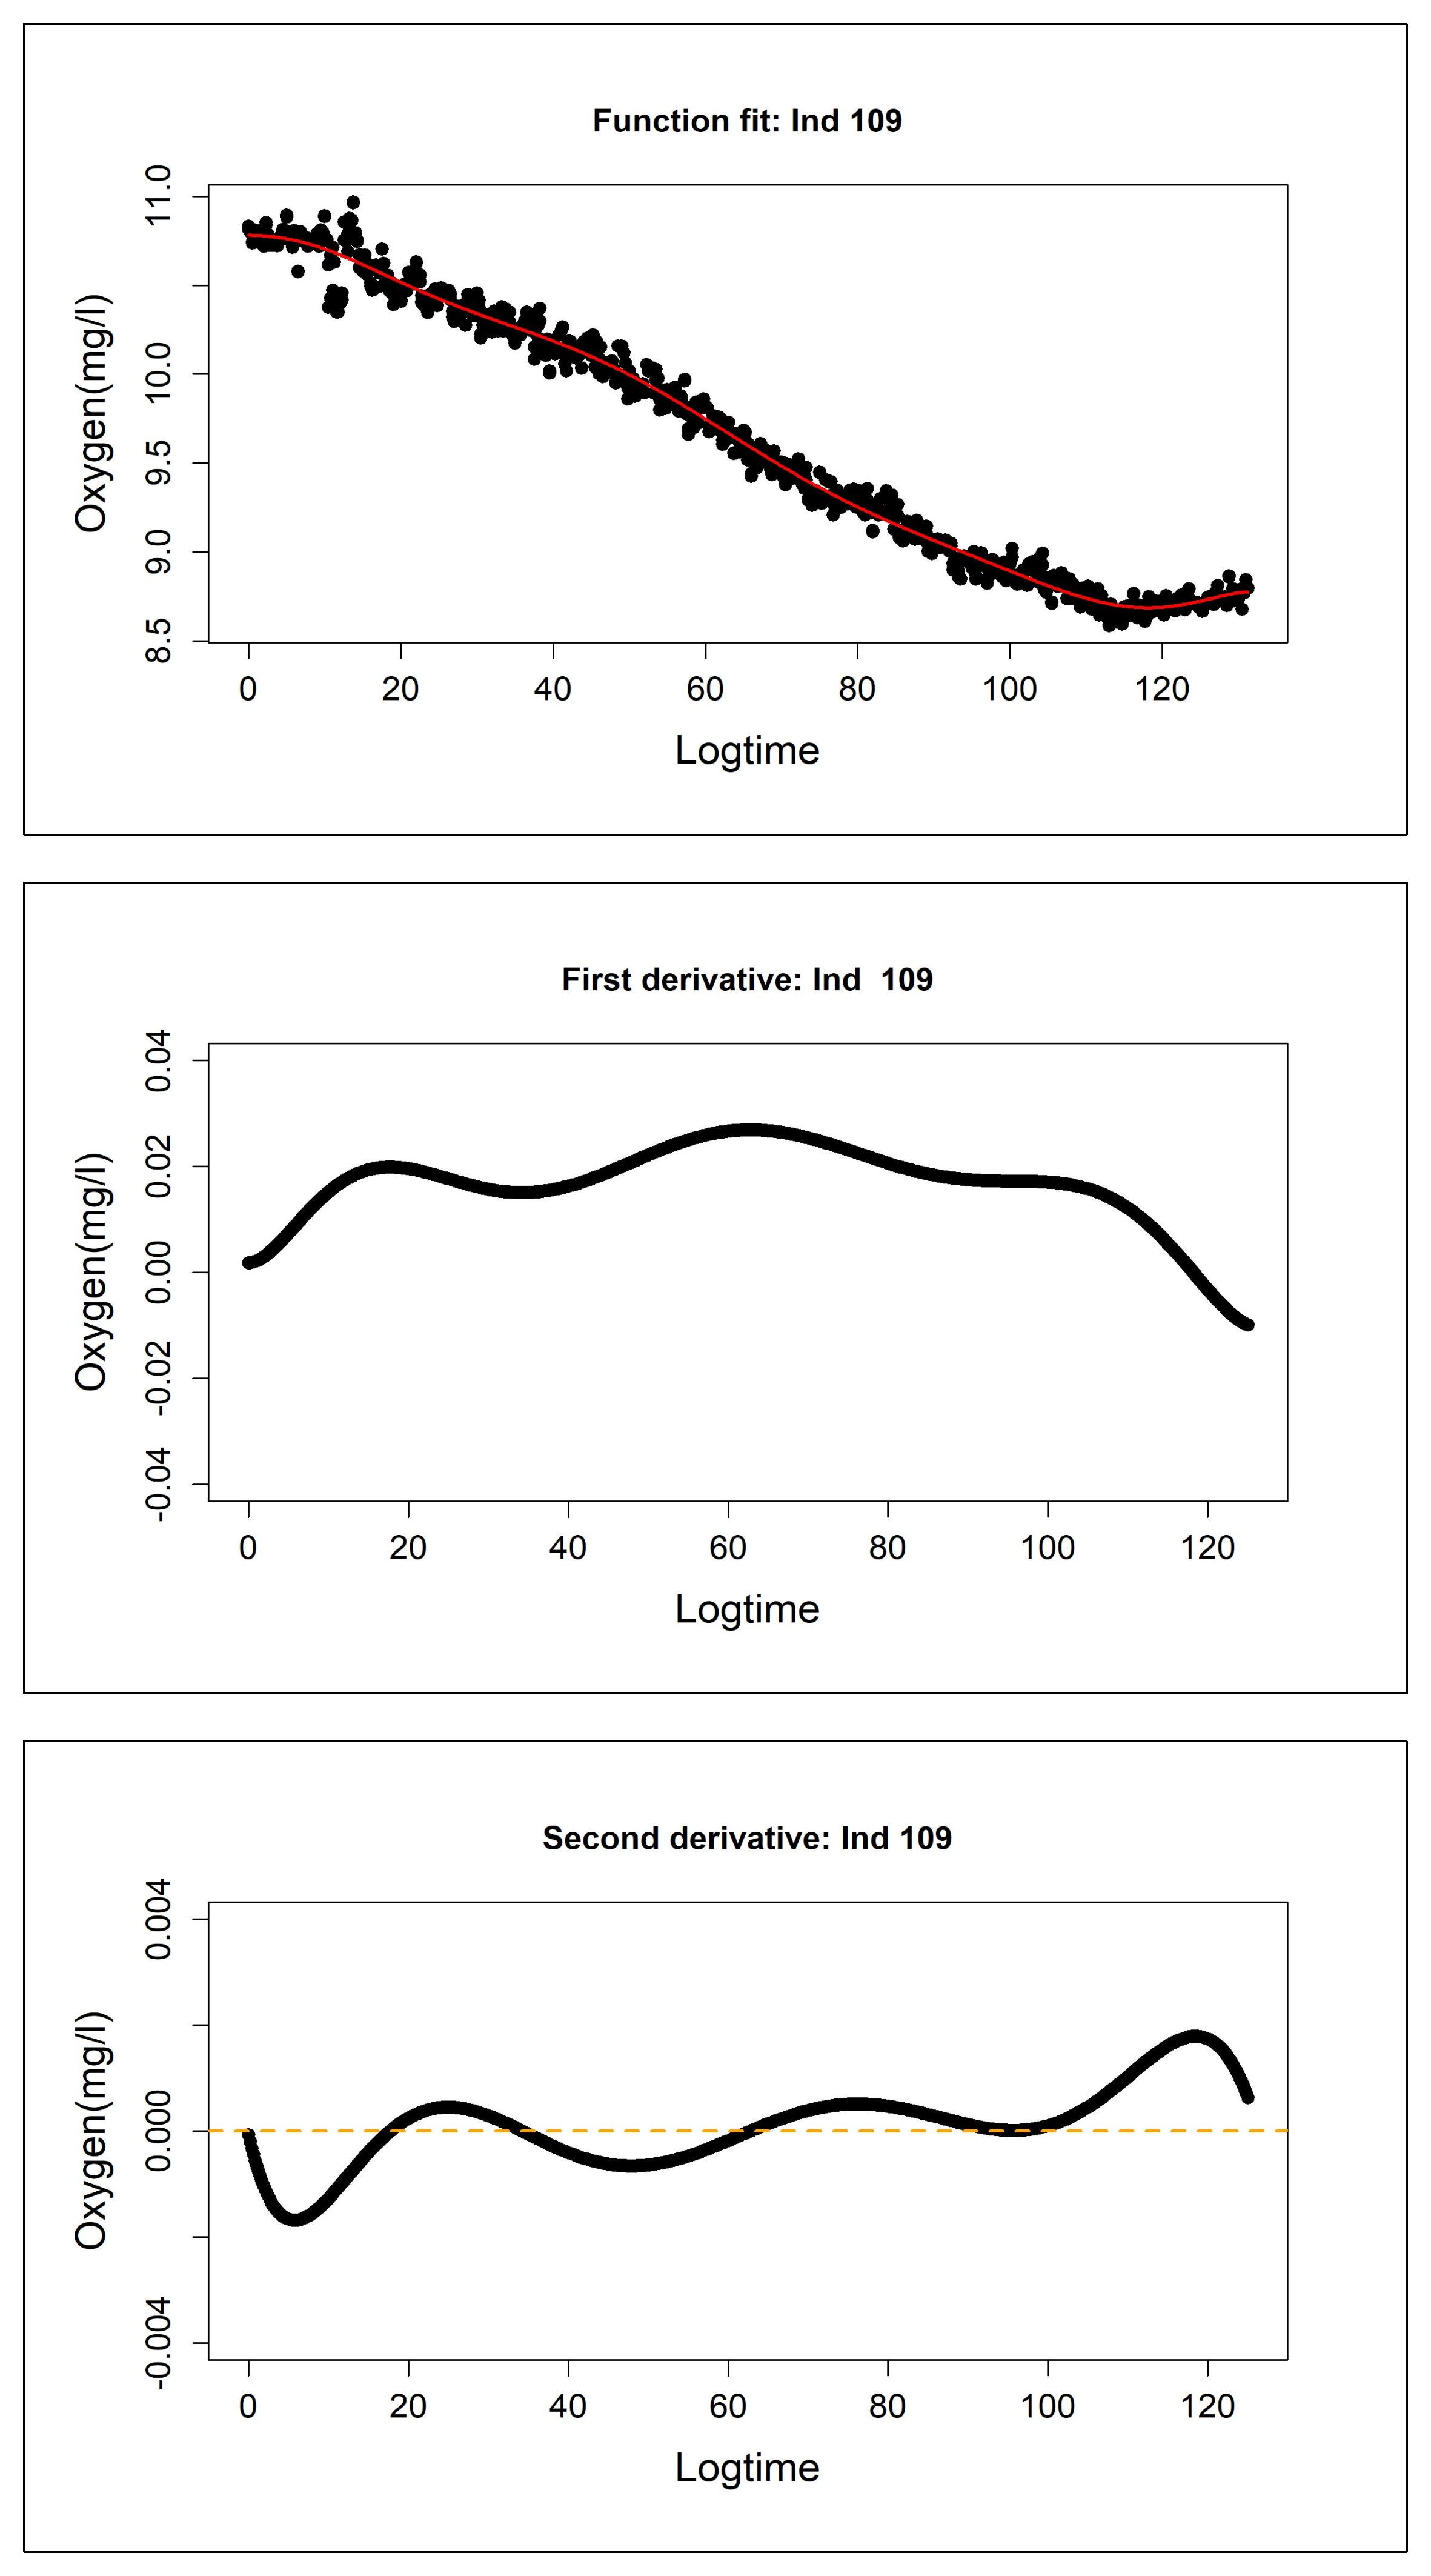 Function fit: Ind 109
Oxygen(mg/l)
11.0
10.0
9.5
9.0
8.5
0 20 40 60 80 100 120
Logtime
First derivative: Ind  109
Oxygen(mg/l)
0.04
0.02
0.00
-0.02
-0.04
0 20 40 60 80 100 120
Logtime
Second derivative: Ind 109
Oxygen(mg/l)
0.004
0.000
-0.004
0 20 40 60 80 100 120
Logtime